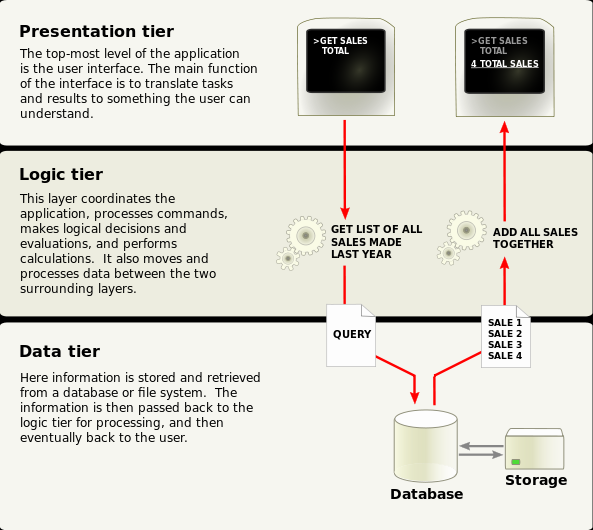 Presentation tier
The top-most level of the application
is the user interface. The main function
of the interface is to translate tasks
and results to something the user can
understand.
>GET SALES
TOTAL
>GET SALES
TOTAL
4 TOTAL SALES
Logic tier
This layer coordinates the
application, processes commands,
makes logical decisions and
evaluations, and performs
calculations.  It also moves and
processes data between the two
surrounding layers.
GET LIST OF ALL
SALES MADE
LAST YEAR
ADD ALL SALES
TOGETHER
Data tier
Here information is stored and retrieved
from a database or file system.  The
information is then passed back to the
logic tier for processing, and then
eventually back to the user.
QUERY
SALE 1
SALE 2
SALE 3
SALE 4
Database
Storage